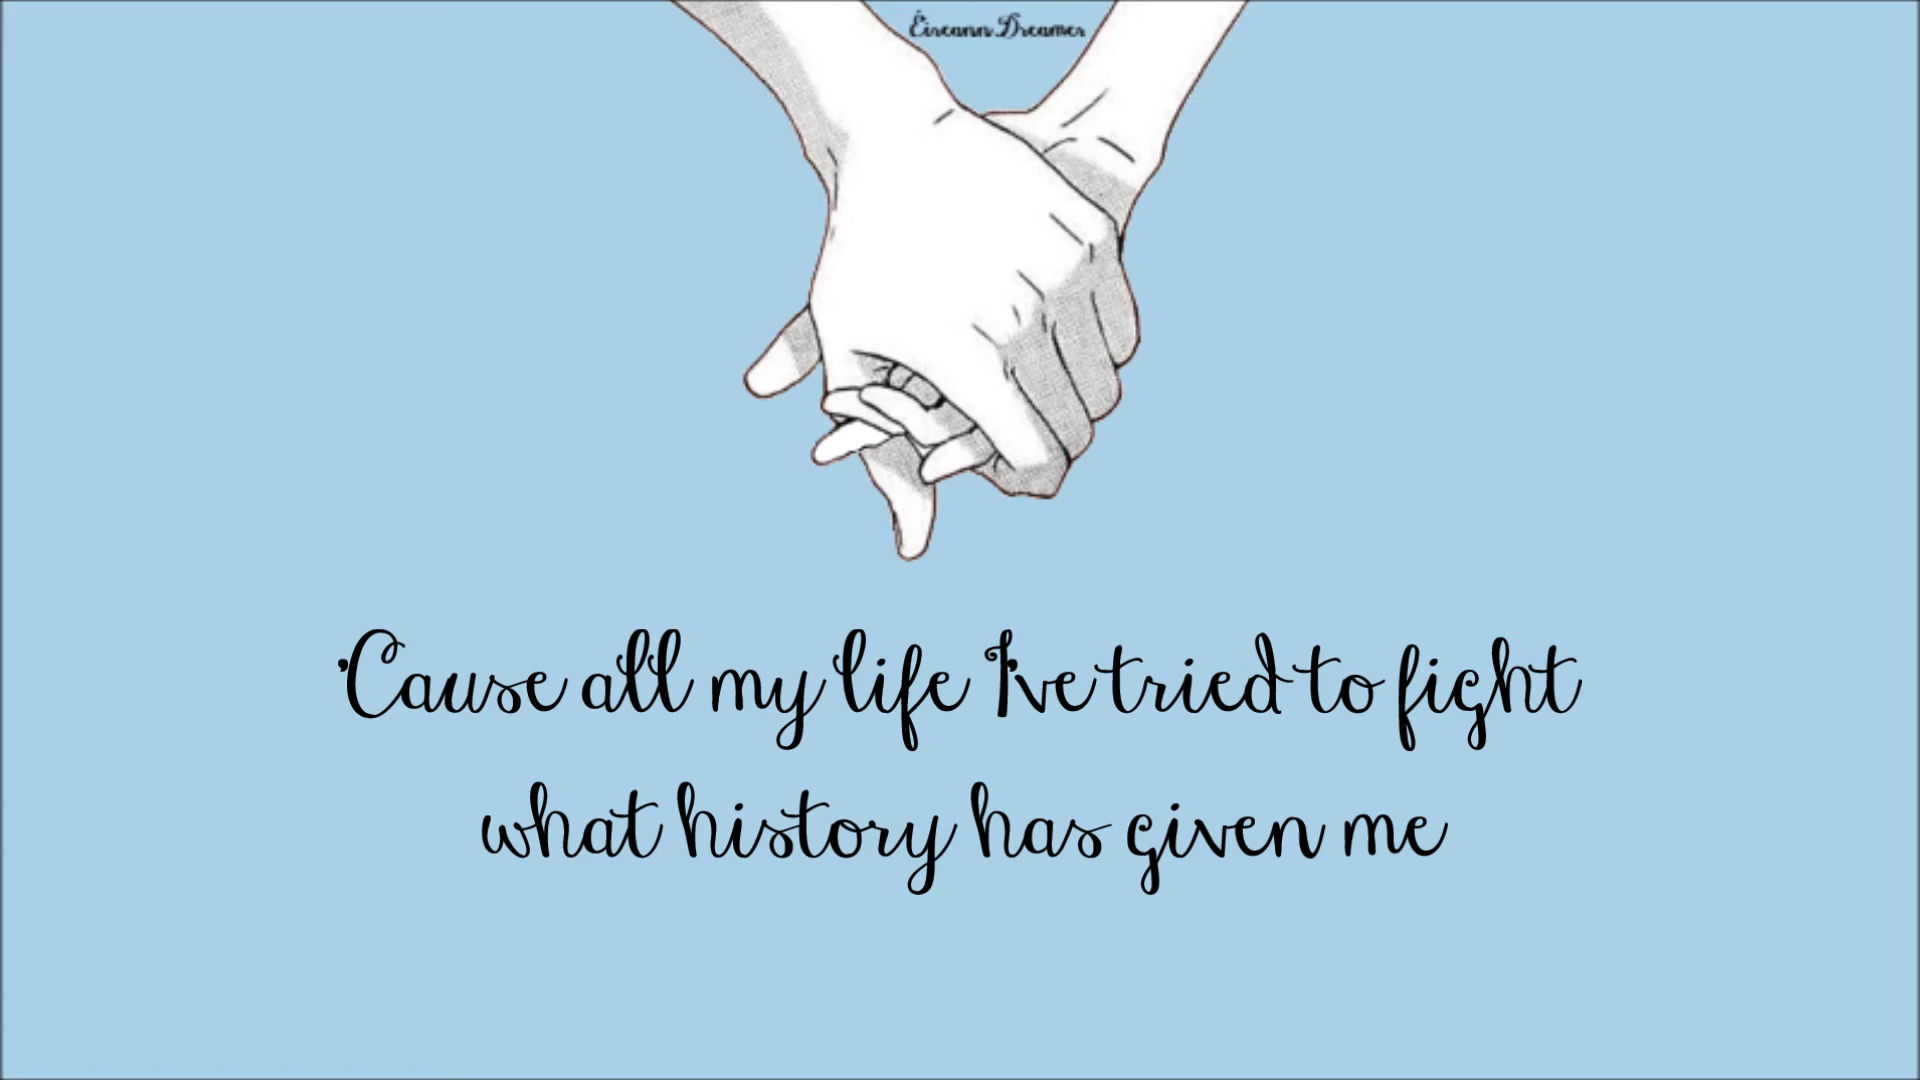 Éireann Dreamer
'Cause all my life I've tried to fight
what history has given me